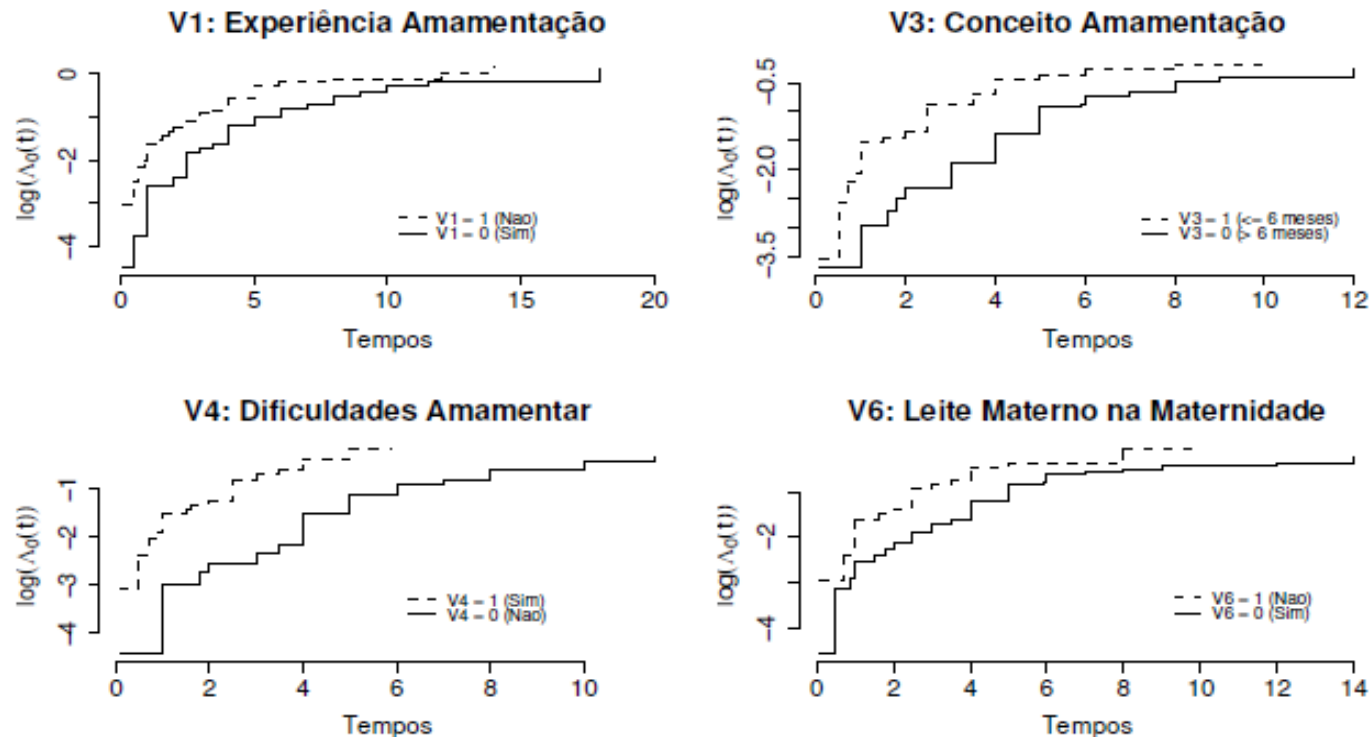 V1: Experiência Amamentação
log(Λ₀(t))
0
−2
−4
V1 − 1 (Nao)
V1 − 0 (Sim)
0 5 10 15 20
Tempos
V3: Conceito Amamentação
log(Λ₀(t))
−0.5
−2.0
−3.5
V3 − 1 (<− 6 meses)
V3 − 0 (> 6 meses)
0 2 4 6 8 10 12
Tempos
V4: Dificuldades Amamentar
log(Λ₀(t))
−1
−2
−3
−4
V4 − 1 (Sim)
V4 − 0 (Nao)
0 2 4 6 8 10
Tempos
V6: Leite Materno na Maternidade
log(Λ₀(t))
−2
−4
V6 − 1 (Nao)
V6 − 0 (Sim)
0 2 4 6 8 10 12 14
Tempos